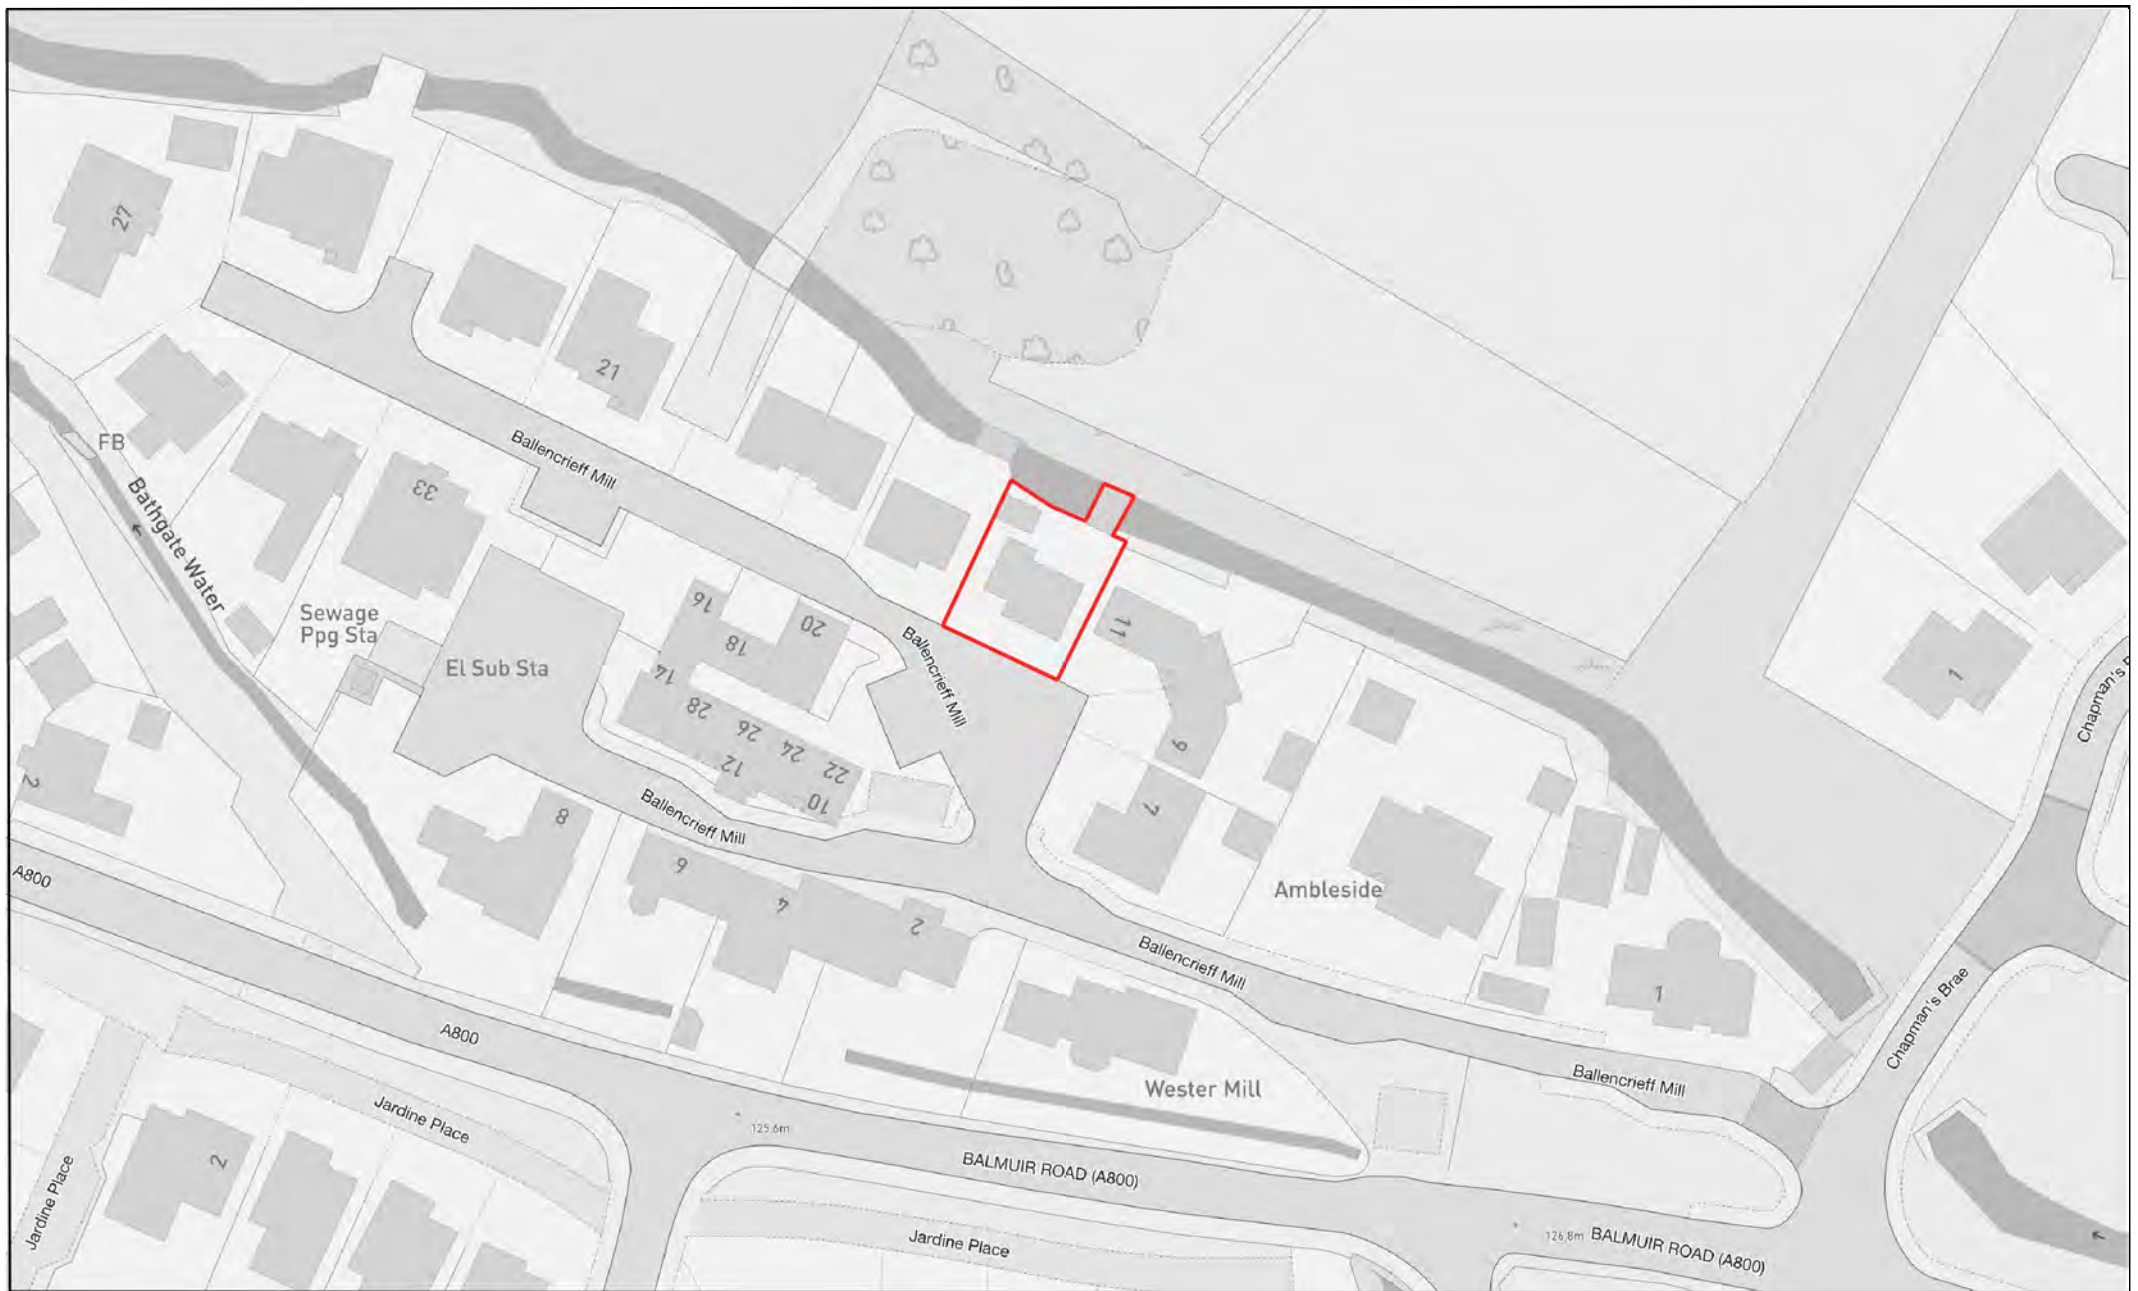 27
21
FB
Ballencrieff Mill
33
Bathgate Water
Sewage
Ppg Sta
El Sub Sta
16
18
20
14
28
26
24
22
12
10
Ballencrieff Mill
11
9
7
1
Chapman's B
2
8
Ballencrieff Mill
6
4
2
Ambleside
Ballencrieff Mill
1
A800
A800
Wester Mill
Ballencrieff Mill
Chapman's Brae
Jardine Place
Jardine Place
2
125.6m
BALMUIR ROAD (A800)
Jardine Place
126.8m
BALMUIR ROAD (A800)